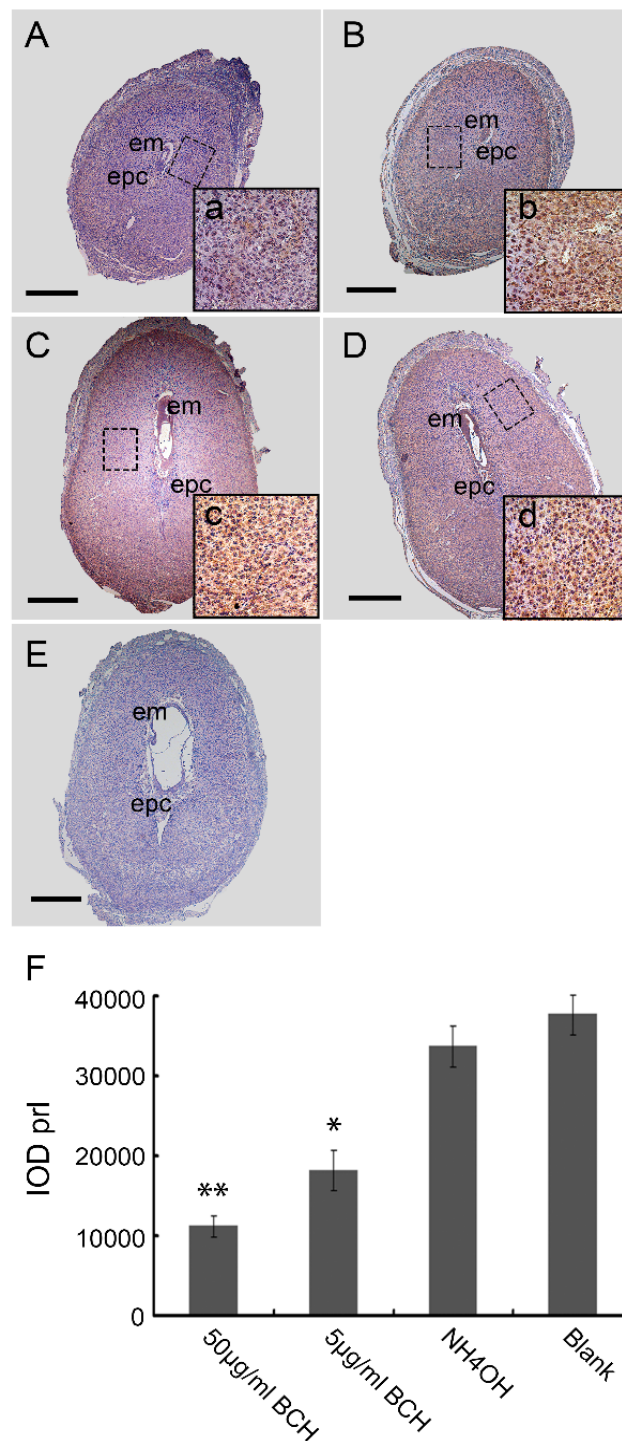 A
em
epc
a
B
em
epc
b
C
em
epc
c
D
em
epc
d
E
em
epc
F
IOD prl
40000
30000
20000
10000
0
**
*
50μg/ml BCH
5μg/ml BCH
NH4OH
Blank